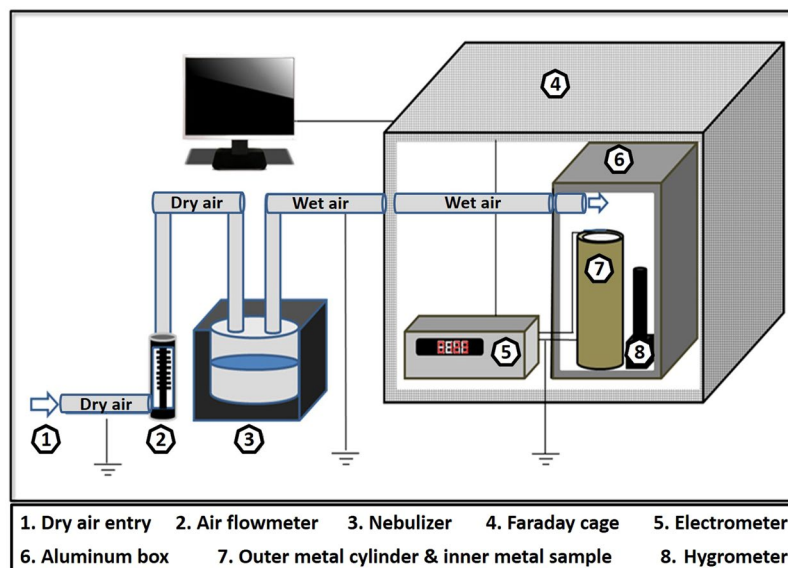 4
6
Dry air
Wet air
Wet air
7
5
8
Dry air
1
2
3
1. Dry air entry 2. Air flowmeter 3. Nebulizer 4. Faraday cage 5. Electrometer
6. Aluminum box 7. Outer metal cylinder & inner metal sample 8. Hygrometer